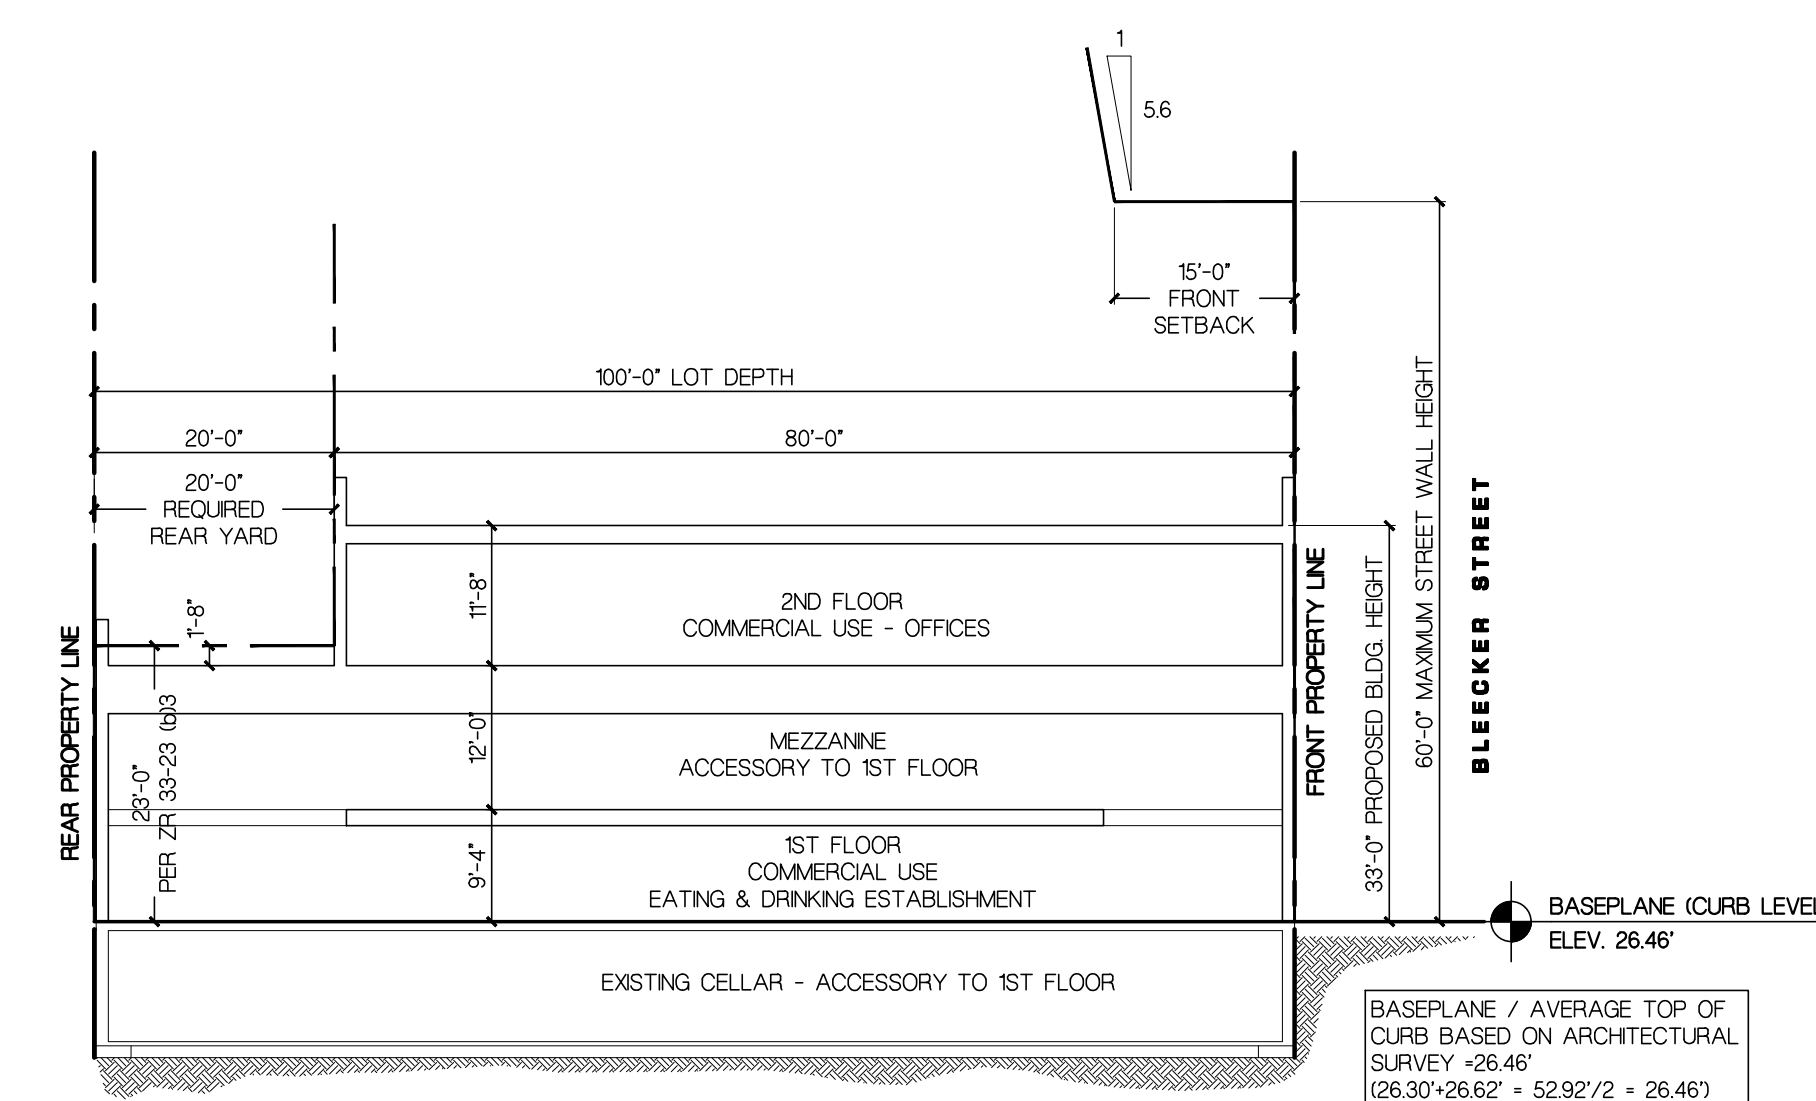 1
5.6
15'-0"
FRONT
SETBACK
100'-0" LOT DEPTH
20'-0"
80'-0"
20'-0"
REQUIRED
REAR YARD
1'-8"
11'-8"
2ND FLOOR
COMMERCIAL USE - OFFICES
REAR PROPERTY LINE
23'-0"
PER ZR 33-23 (b)3
12'-0"
MEZZANINE
ACCESSORY TO 1ST FLOOR
9'-4"
1ST FLOOR
COMMERCIAL USE
EATING & DRINKING ESTABLISHMENT
FRONT PROPERTY LINE
33'-0" PROPOSED BLDG. HEIGHT
60'-0" MAXIMUM STREET WALL HEIGHT
BLEECKER STREET
BASEPLANE (CURB LEVEL
ELEV. 26.46'
EXISTING CELLAR - ACCESSORY TO 1ST FLOOR
BASEPLANE / AVERAGE TOP OF
CURB BASED ON ARCHITECTURAL
SURVEY =26.46'
(26.30'+26.62' = 52.92'/2 = 26.46')